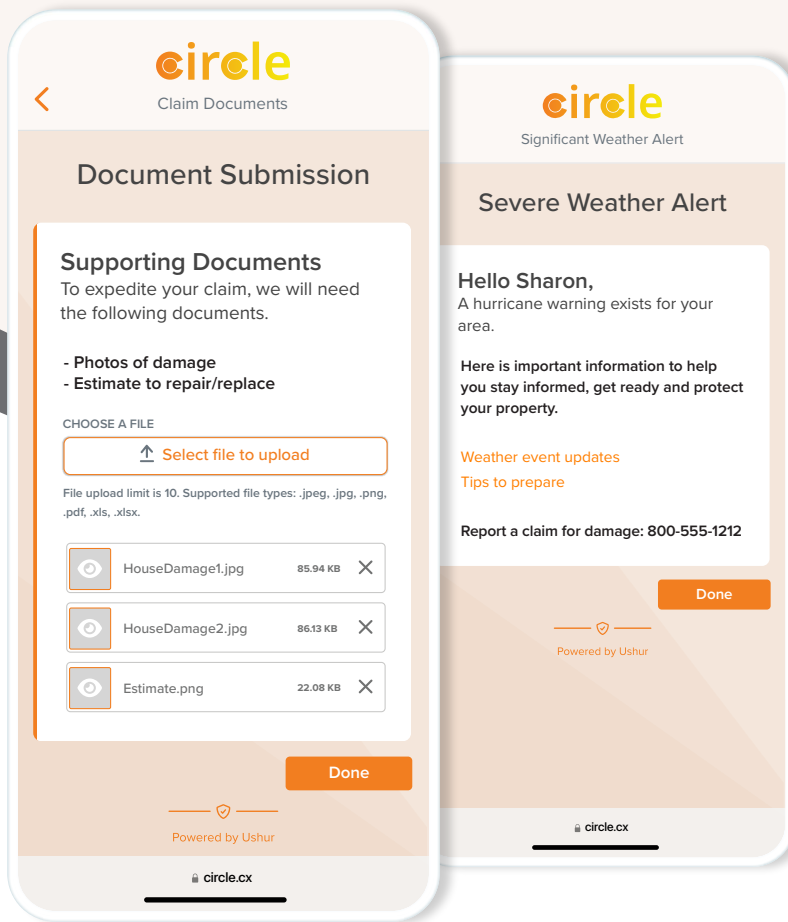 circle
Claim Documents
Document Submission
Supporting Documents
To expedite your claim, we will need
the following documents.
- Photos of damage
- Estimate to repair/replace
CHOOSE A FILE
Select file to upload
File upload limit is 10. Supported file types: .jpeg, .jpg, .png,
.pdf, .xls, .xlsx.
HouseDamage1.jpg 85.94 KB
HouseDamage2.jpg 86.13 KB
Estimate.png 22.08 KB
Done
Powered by Ushur
circle.cx
circle
Significant Weather Alert
Severe Weather Alert
Hello Sharon,
A hurricane warning exists for your
area.
Here is important information to help
you stay informed, get ready and protect
your property.
Weather event updates
Tips to prepare
Report a claim for damage: 800-555-1212
Done
Powered by Ushur
circle.cx